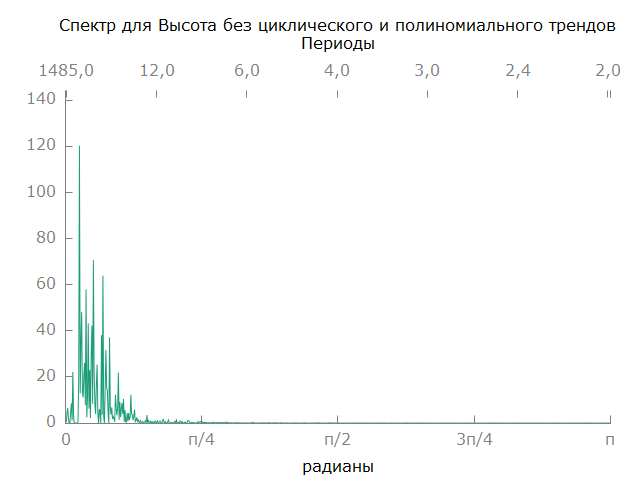 Спектр для Высота без циклического и полиномиального трендов
Периоды
1485,0 12,0 6,0 4,0 3,0 2,4 2,0
140
120
100
80
60
40
20
0
0 π/4 π/2 3π/4 π
радианы